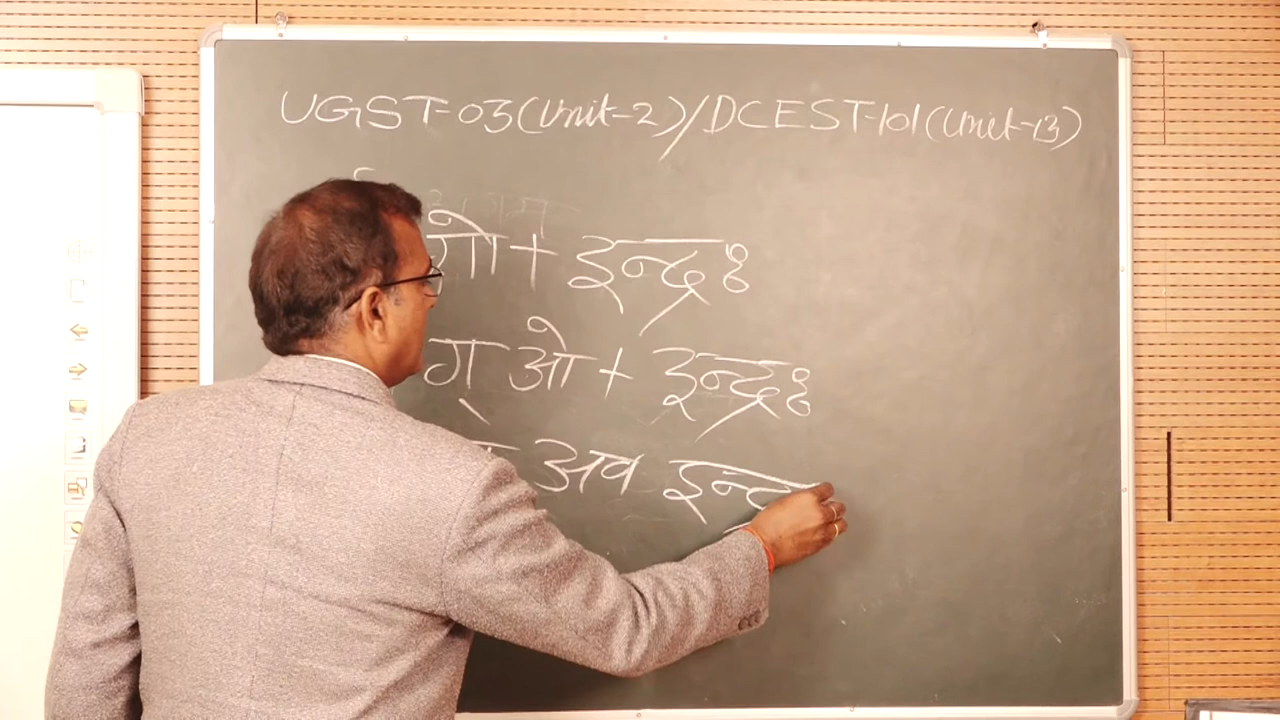 UGST-03(Unit-2)/DCEST-101(Unit-13)
गो + इन्द्रः
ग् ओ + इन्द्रः
अव इन्द्र